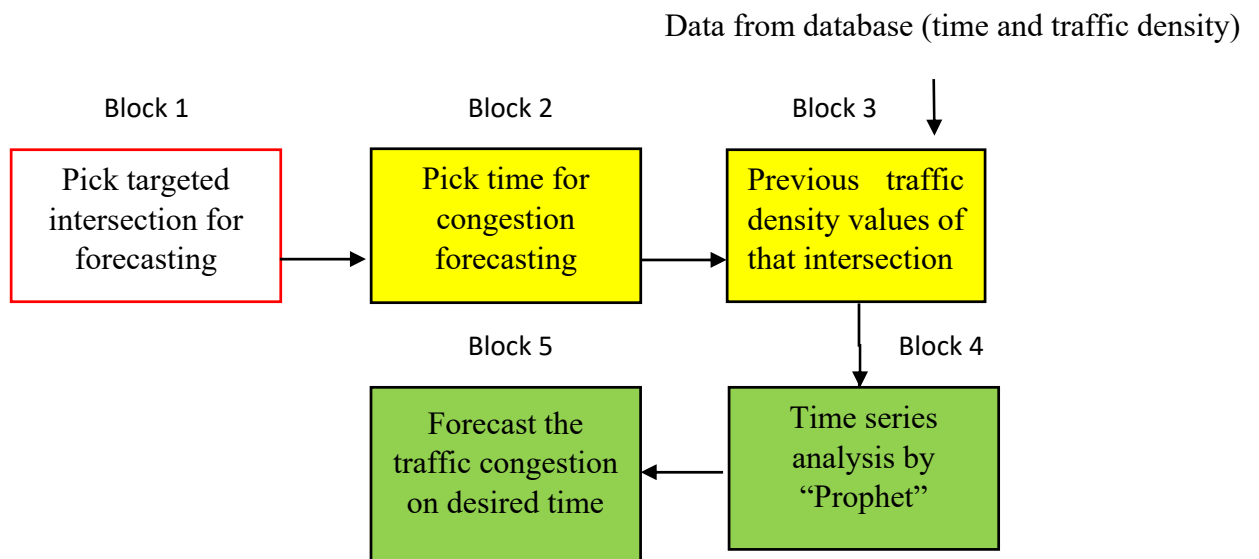 Data from database (time and traffic density)
Block 1
Block 2
Block 3
Pick targeted
intersection for
forecasting
Pick time for
congestion
forecasting
Previous traffic
density values of
that intersection
Block 5
Block 4
Forecast the
traffic congestion
on desired time
Time series
analysis by
“Prophet”